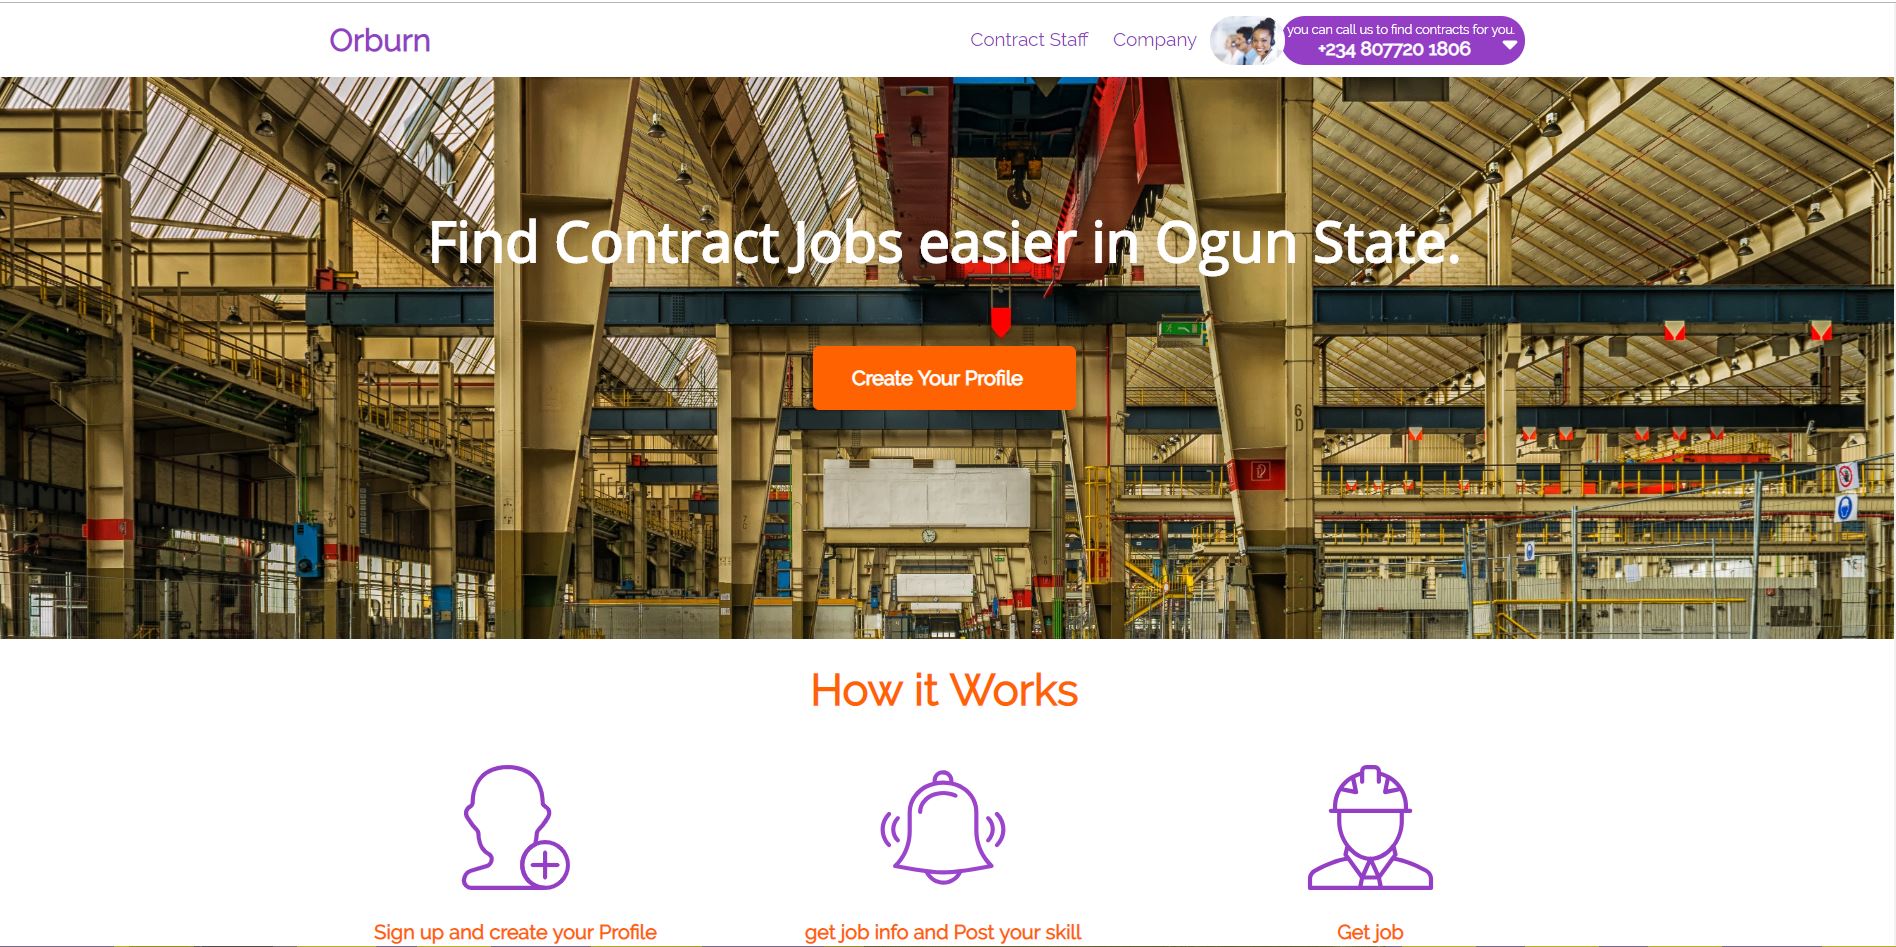 Orburn
Contract Staff
Company
you can call us to find contracts for you.
+234 807720 1806
Find Contract Jobs easier in Ogun State.
Create Your Profile
6
D
How it Works
Sign up and create your Profile
get job info and Post your skill
Get job